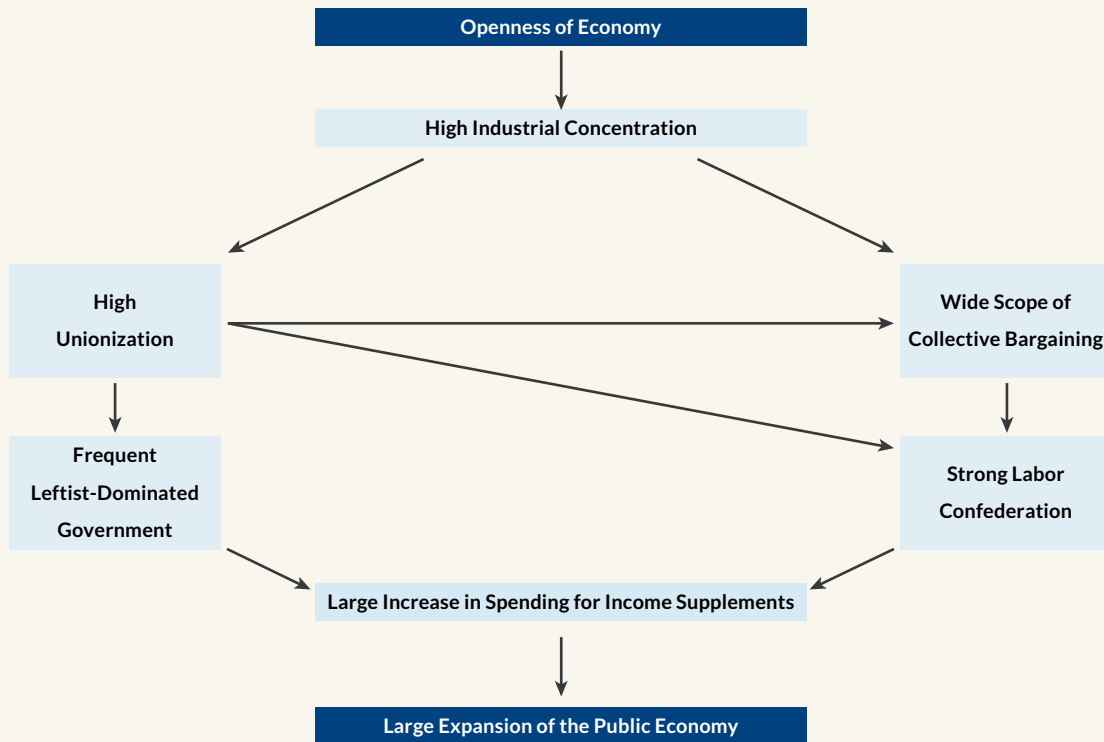 Openness of Economy
High Industrial Concentration
High
Unionization
Wide Scope of
Collective Bargaining
Frequent
Leftist-Dominated
Government
Strong Labor
Confederation
Large Increase in Spending for Income Supplements
Large Expansion of the Public Economy